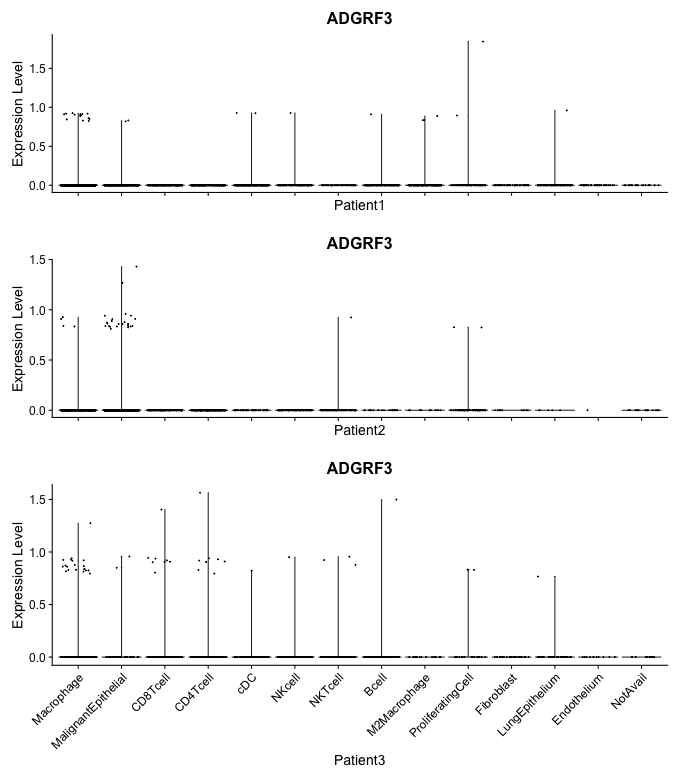 ADGRF3
Expression Level
1.5
1.0
0.5
0.0
Patient1
ADGRF3
Expression Level
1.5
1.0
0.5
0.0
Patient2
ADGRF3
Expression Level
1.5
1.0
0.5
0.0
Macrophage
MalignantEpithelial
CD8Tcell
CD4Tcell
cDC
NKcell
NKTcell
Bcell
M2Macrophage
ProliferatingCell
Fibroblast
LungEpithelium
Endothelium
NotAvail
Patient3